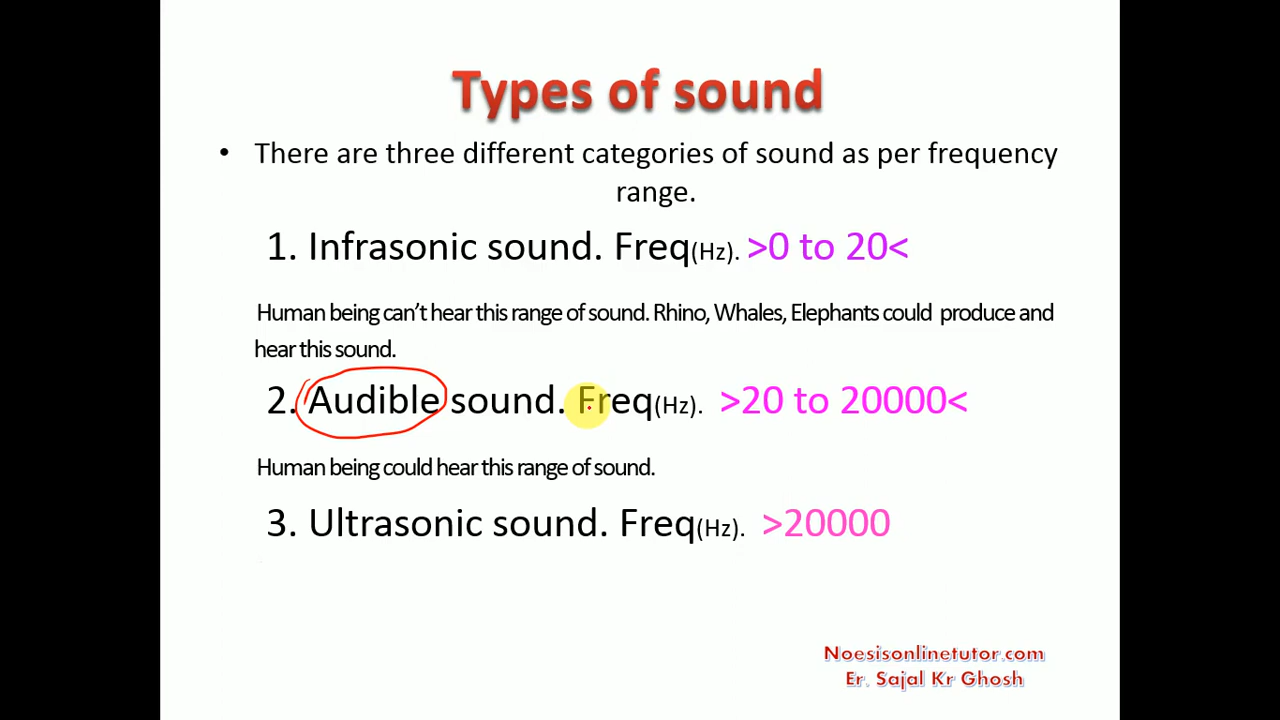 Types of sound
• There are three different categories of sound as per frequency
range.
1. Infrasonic sound. Freq(Hz). >0 to 20<
Human being can't hear this range of sound. Rhino, Whales, Elephants could produce and
hear this sound.
2. Audible sound. Freq(Hz). >20 to 20000<
Human being could hear this range of sound.
3. Ultrasonic sound. Freq(Hz). >20000
Noesisonlinetutor.com
Er. Sajal Kr Ghosh